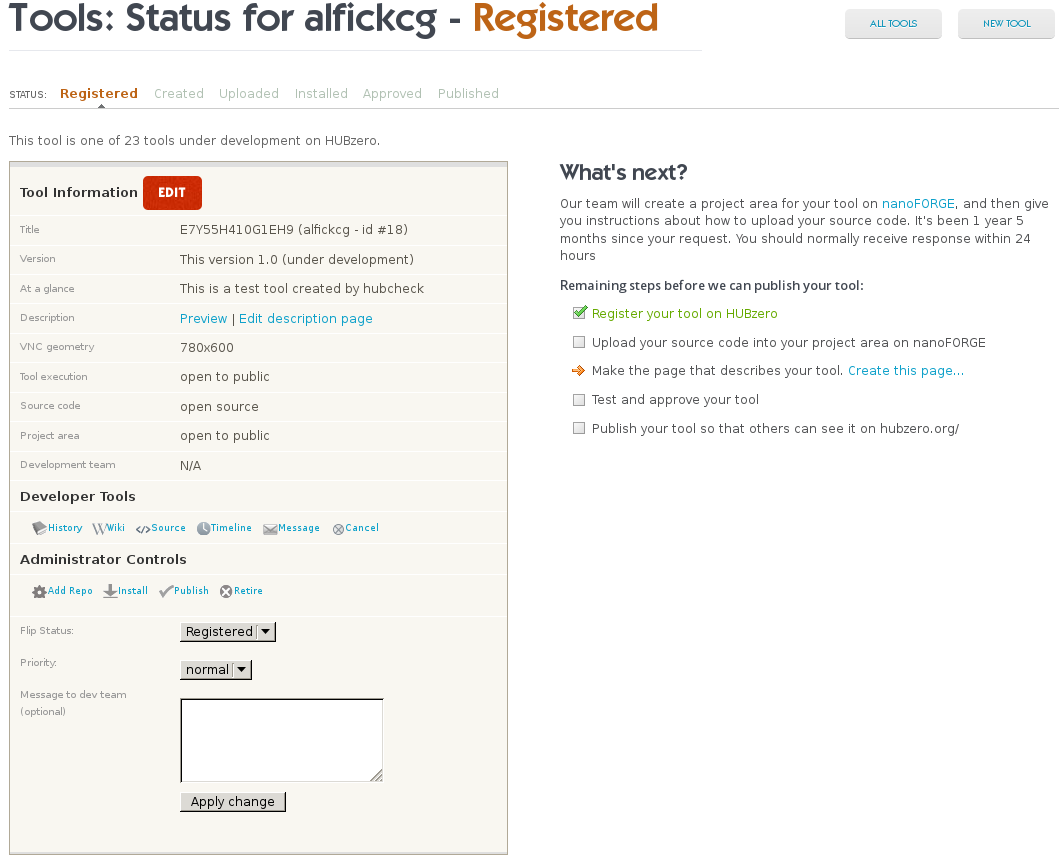 Tools: Status for alfickcg - Registered
ALL TOOLS
NEW TOOL
STATUS: Registered Created Uploaded Installed Approved Published
This tool is one of 23 tools under development on HUBzero.
Tool Information EDIT
Title E7Y55H41OG1EH9 (alfickcg - id #18)
Version This version 1.0 (under development)
At a glance This is a test tool created by hubcheck
Description Preview | Edit description page
VNC geometry 780x600
Tool execution open to public
Source code open source
Project area open to public
Development team N/A
Developer Tools
History Wiki Source Timeline Message Cancel
Administrator Controls
Add Repo Install Publish Retire
Flip Status: Registered
Priority: normal
Message to dev team
(optional)
Apply change
What's next?
Our team will create a project area for your tool on nanoFORGE, and then give
you instructions about how to upload your source code. It's been 1 year 5
months since your request. You should normally receive response within 24
hours
Remaining steps before we can publish your tool:
Register your tool on HUBzero
Upload your source code into your project area on nanoFORGE
Make the page that describes your tool. Create this page...
Test and approve your tool
Publish your tool so that others can see it on hubzero.org/